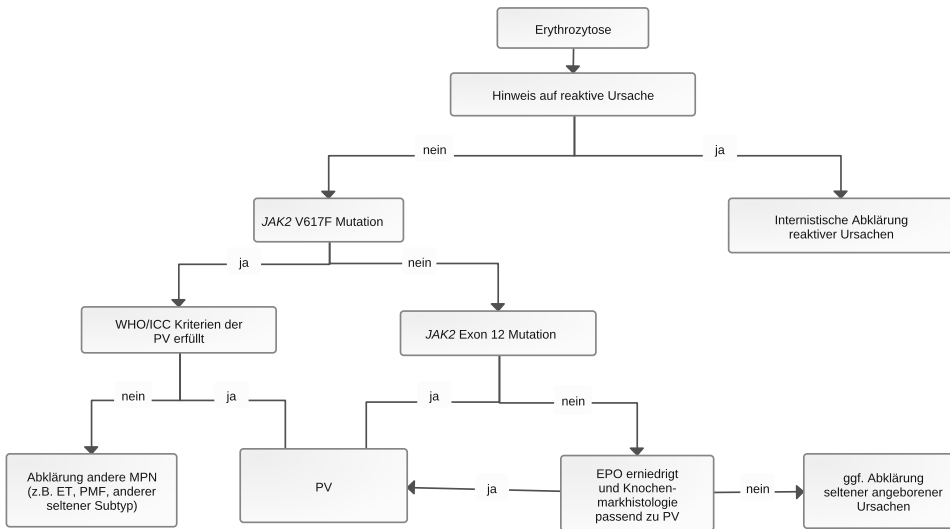 Erythrozytose
Hinweis auf reaktive Ursache
nein
ja
JAK2 V617F Mutation
Internistische Abklärung
reaktiver Ursachen
ja
nein
WHO/ICC Kriterien der
PV erfüllt
JAK2 Exon 12 Mutation
nein
ja
ja
nein
Abklärung andere MPN
(z.B. ET, PMF, anderer
seltener Subtyp)
PV
ja
EPO erniedrigt
und Knochen-
markhistologie
passend zu PV
nein
ggf. Abklärung
seltener angeborener
Ursachen